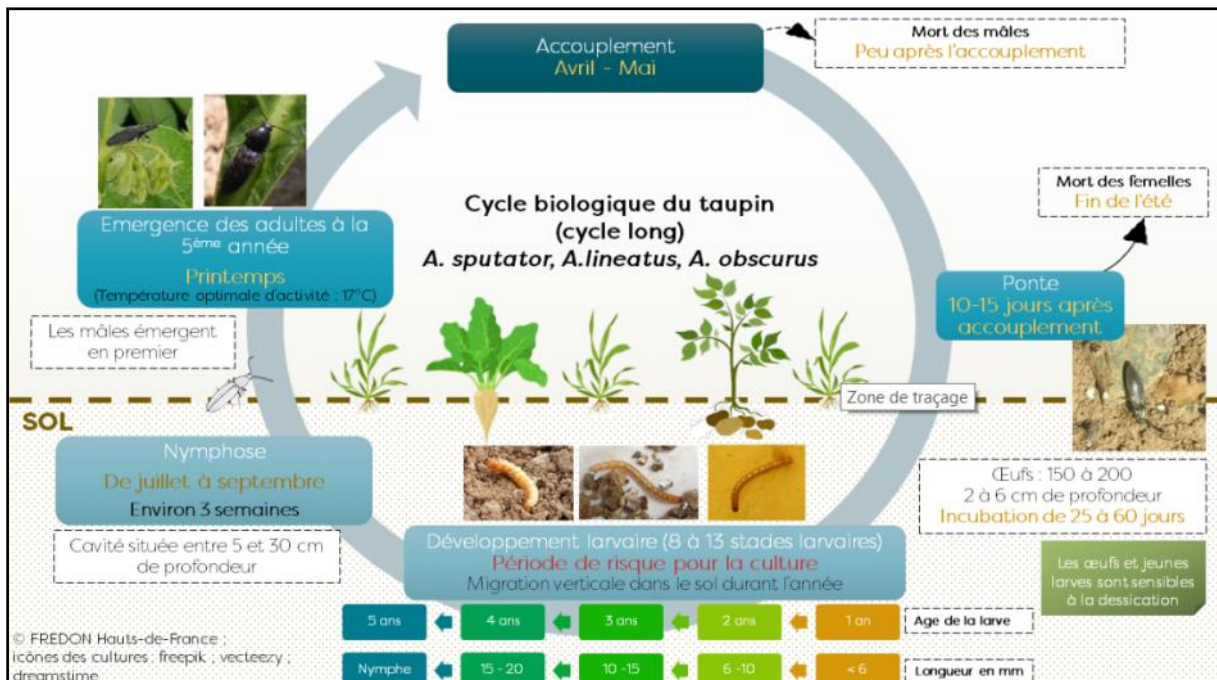 Accouplement
Avril - Mai
Mort des mâles
Peu après l'accouplement
Mort des femelles
Fin de l'été
Cycle biologique du taupin
(cycle long)
A. sputator, A.lineatus, A. obscurus
Emergence des adultes à la
5ème année
Printemps
(Température optimale d'activité : 17°C)
Les mâles émergent
en premier
Ponte
10-15 jours après
accouplement
Zone de traçage
SOL
Nymphose
De juillet à septembre
Environ 3 semaines
Cavité située entre 5 et 30 cm
de profondeur
Œufs : 150 à 200
2 à 6 cm de profondeur
Incubation de 25 à 60 jours
Développement larvaire (8 à 13 stades larvaires)
Période de risque pour la culture
Migration verticale dans le sol durant l'année
Les œufs et jeunes
larves sont sensibles
à la dessication
5 ans 4 ans 3 ans 2 ans 1 an Age de la larve
Nymphe 15 - 20 10 -15 6 -10 < 6 Longueur en mm
© FREDON Hauts-de-France ;
icônes des cultures : freepik ; vecteezy ;
dreamstime